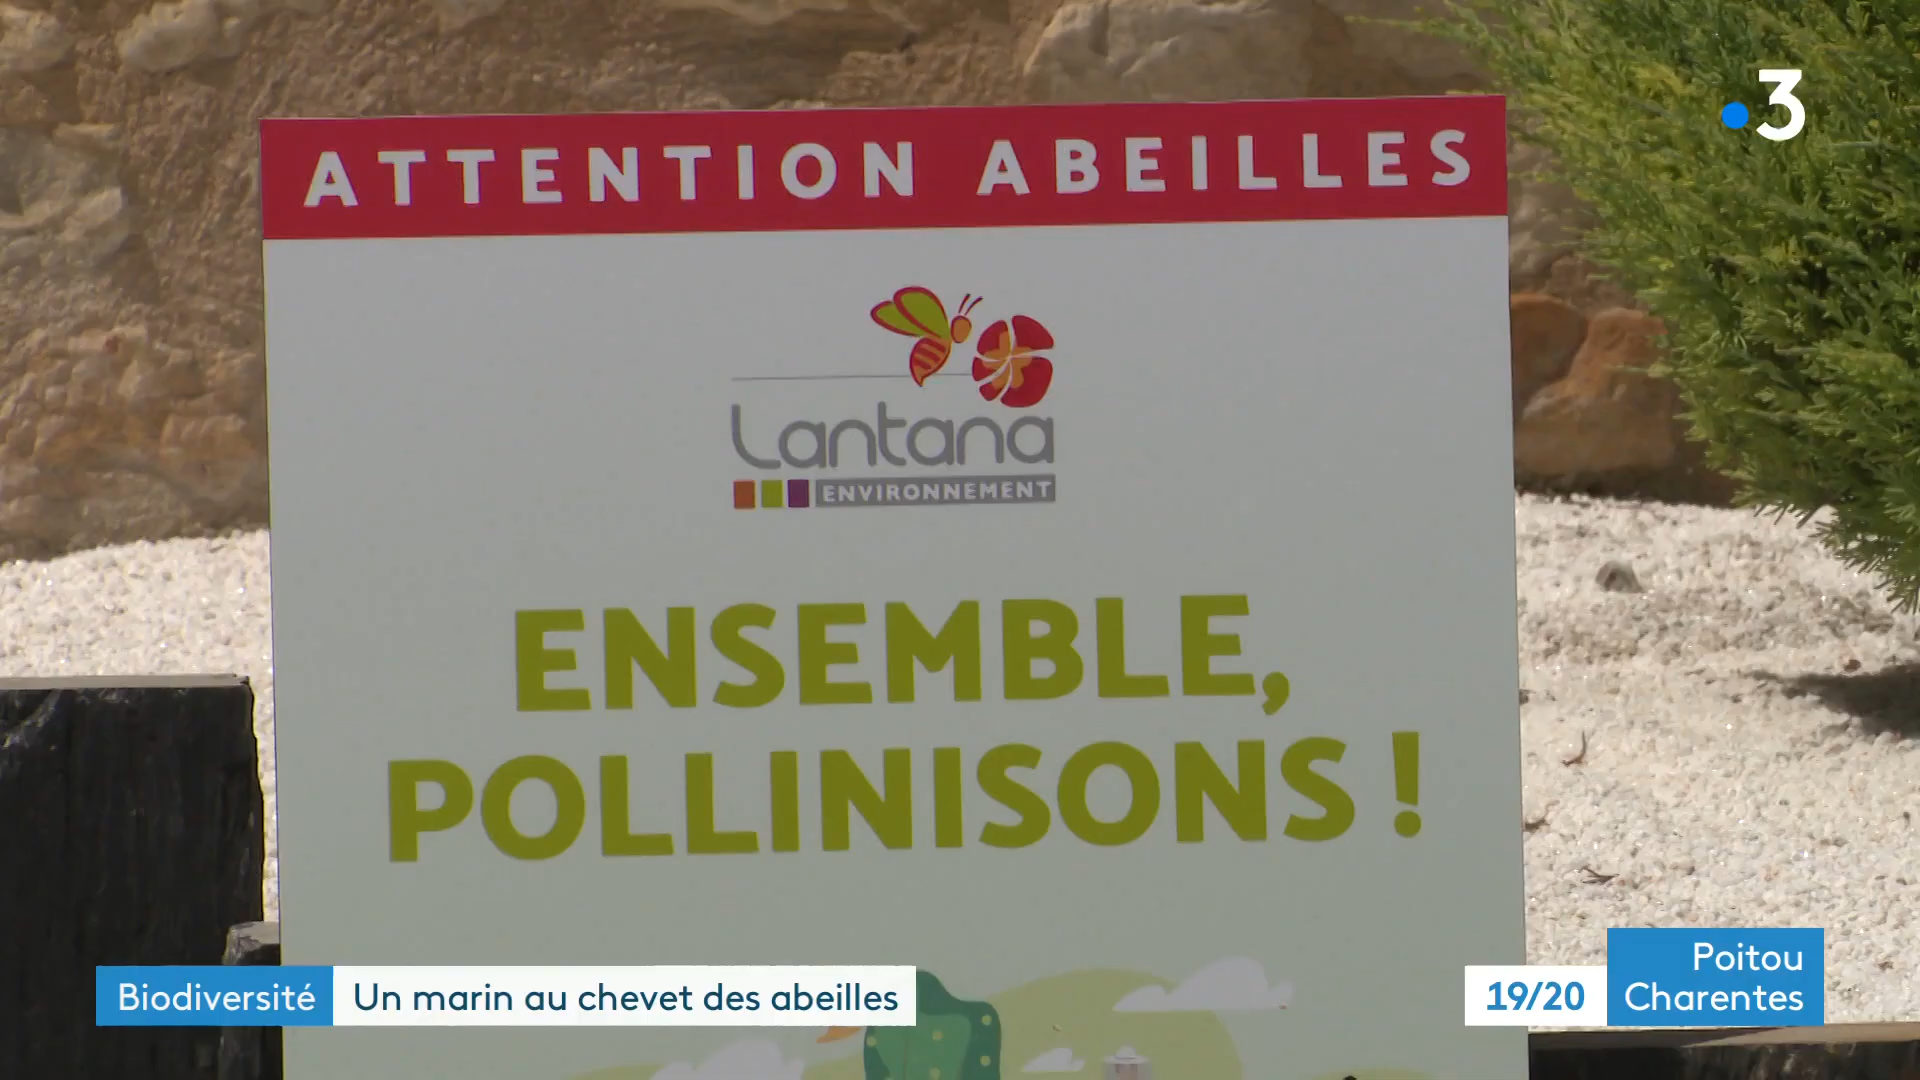 3
ATTENTION ABEILLES
Lantana
ENVIRONNEMENT
ENSEMBLE,
POLLINISONS !
Biodiversité
Un marin au chevet des abeilles
19/20
Poitou
Charentes